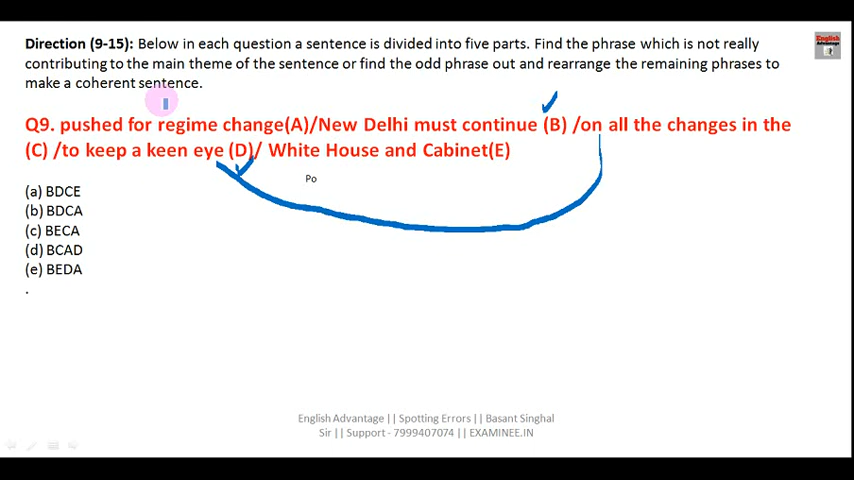 Direction (9-15): Below in each question a sentence is divided into five parts. Find the phrase which is not really
contributing to the main theme of the sentence or find the odd phrase out and rearrange the remaining phrases to
make a coherent sentence.
English
Advantage
Q9. pushed for regime change(A)/New Delhi must continue (B) /on all the changes in the
(C) /to keep a keen eye (D)/ White House and Cabinet(E)
Po
(a) BDCE
(b) BDCA
(c) BECA
(d) BCAD
(e) BEDA
.
English Advantage || Spotting Errors || Basant Singhal
Sir || Support - 7999407074 || EXAMINEE.IN